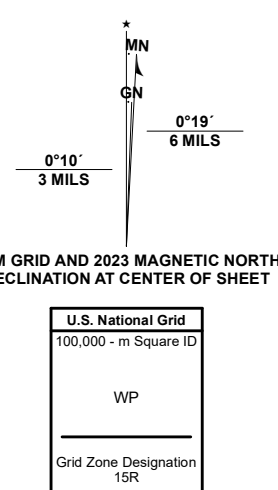 ★
MN
GN
0°19´
6 MILS
0°10´
3 MILS
M GRID AND 2023 MAGNETIC NORTH
ECLINATION AT CENTER OF SHEET
U.S. National Grid
100,000 - m Square ID
WP
Grid Zone Designation
15R